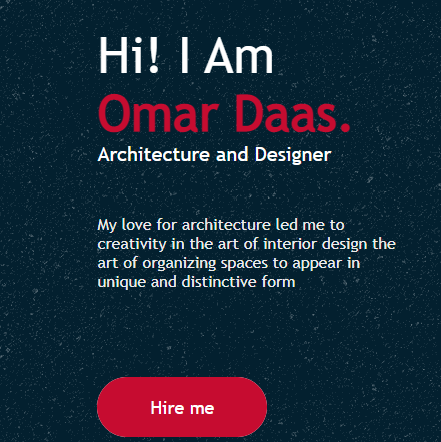 Hi! I Am
Omar Daas.
Architecture and Designer
My love for architecture led me to
creativity in the art of interior design the
art of organizing spaces to appear in
unique and distinctive form
Hire me